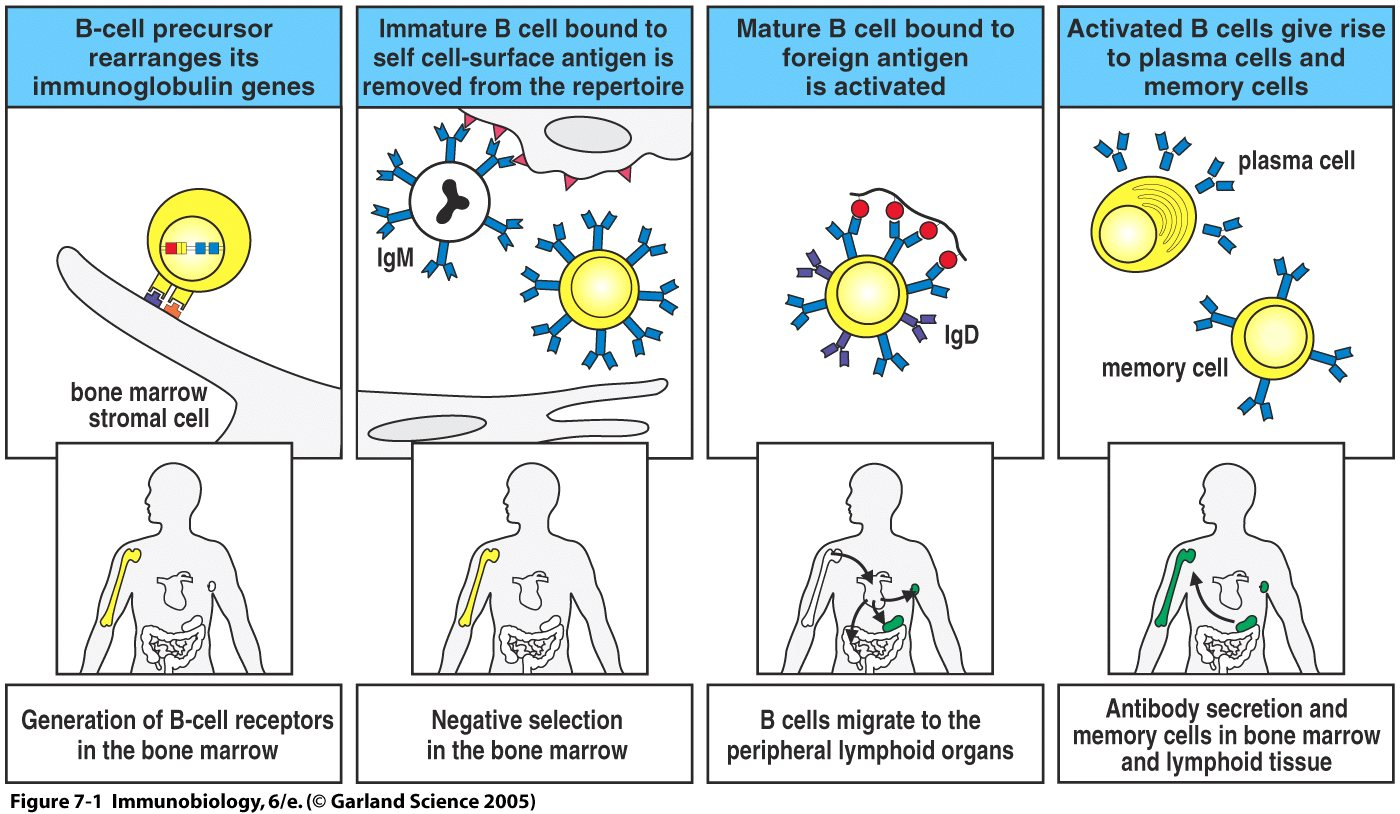 B-cell precursor
rearranges its
immunoglobulin genes
Immature B cell bound to
self cell-surface antigen is
removed from the repertoire
Mature B cell bound to
foreign antigen
is activated
Activated B cells give rise
to plasma cells and
memory cells
bone marrow
stromal cell
IgM
IgD
plasma cell
memory cell
Generation of B-cell receptors
in the bone marrow
Negative selection
in the bone marrow
B cells migrate to the
peripheral lymphoid organs
Antibody secretion and
memory cells in bone marrow
and lymphoid tissue
Figure 7-1 Immunobiology, 6/e. (© Garland Science 2005)